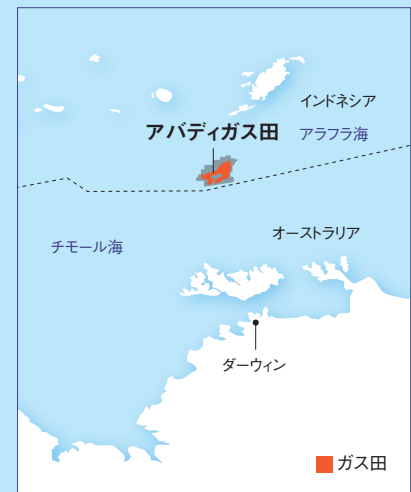 インドネシア
アバディガス田
アラフラ海
オーストラリア
チモール海
ダーウィン
ガス田